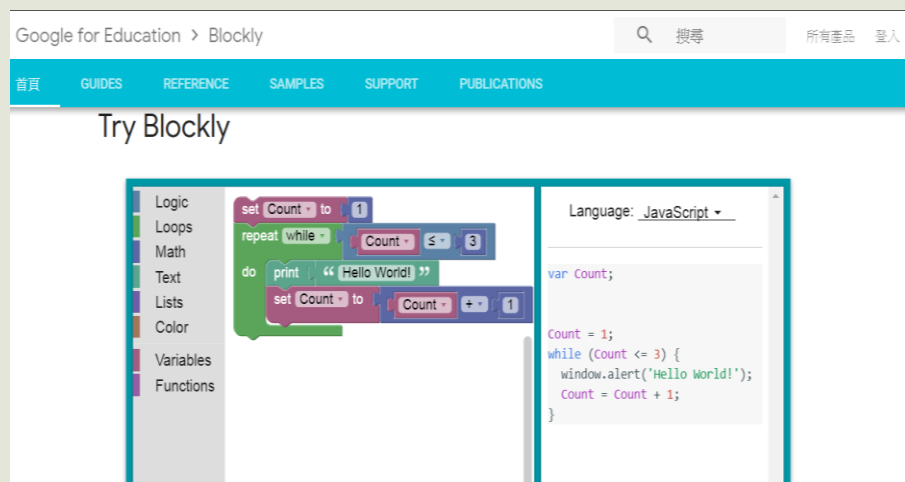 Google for Education > Blockly
搜尋
所有產品
登入
首頁 GUIDES REFERENCE SAMPLES SUPPORT PUBLICATIONS
Try Blockly
Logic
Loops
Math
Text
Lists
Color
Variables
Functions
set Count to 1
repeat while Count ≤ 3
do print “ Hello World! ”
set Count to Count + 1
Language: JavaScript
var Count;
Count = 1;
while (Count <= 3) {
window.alert('Hello World!');
Count = Count + 1;
}